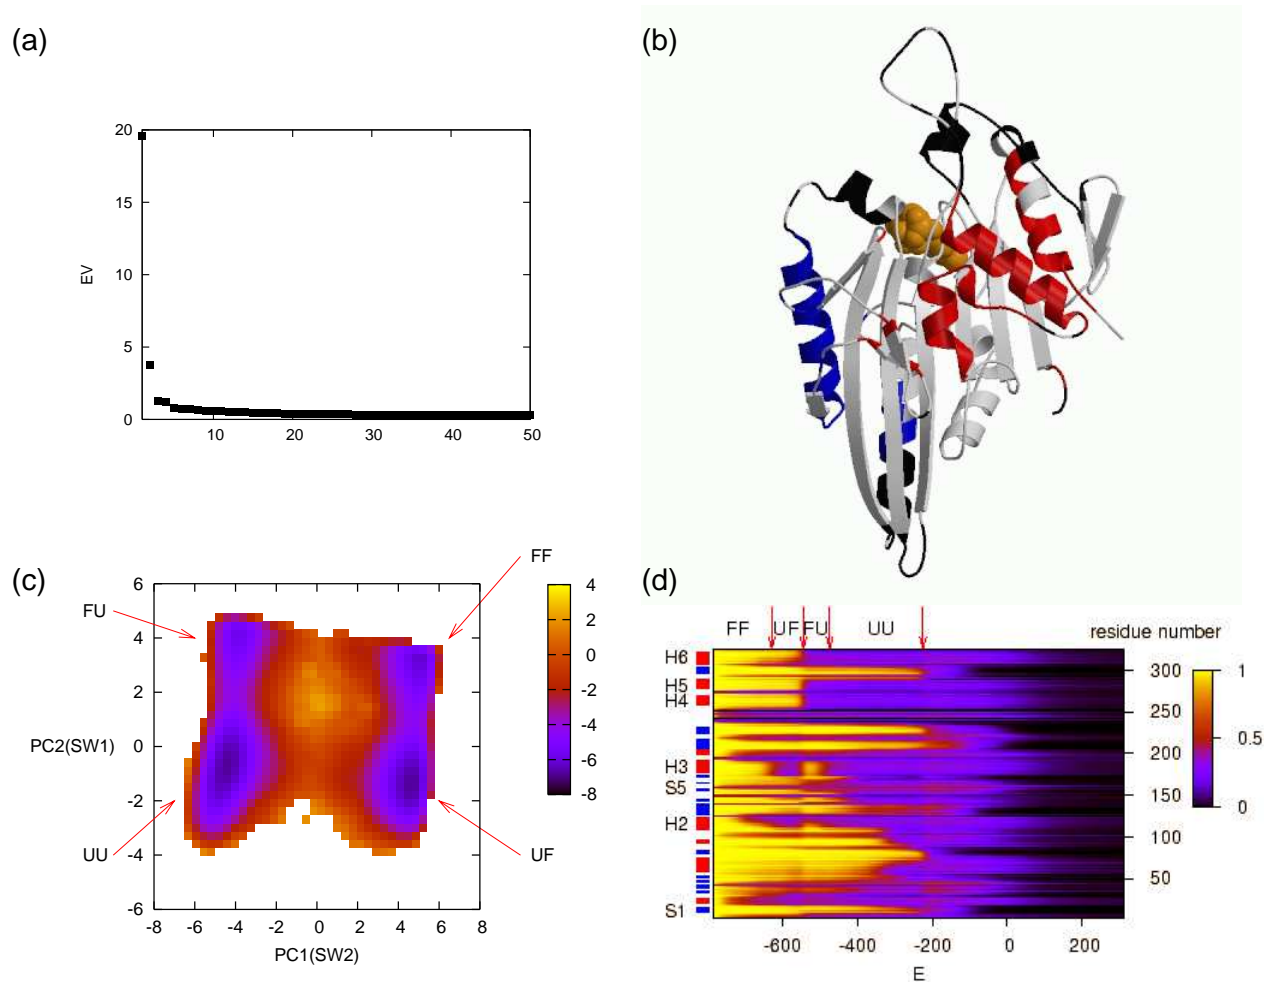 (a)
20
15
10
5
0
EV
10 20 30 40 50
(b)
(c)
FU
FF
6
4
2
0
-2
-4
-6
PC2(SW1)
UU
UF
-8 -6 -4 -2 0 2 4 6 8
PC1(SW2)
4
2
0
-2
-4
-6
-8
(d)
FF UF FU UU
residue number
H6
H5
H4
H3
S5
H2
S1
300
250
200
150
100
50
1
0.5
0
-600 -400 -200 0 200
E